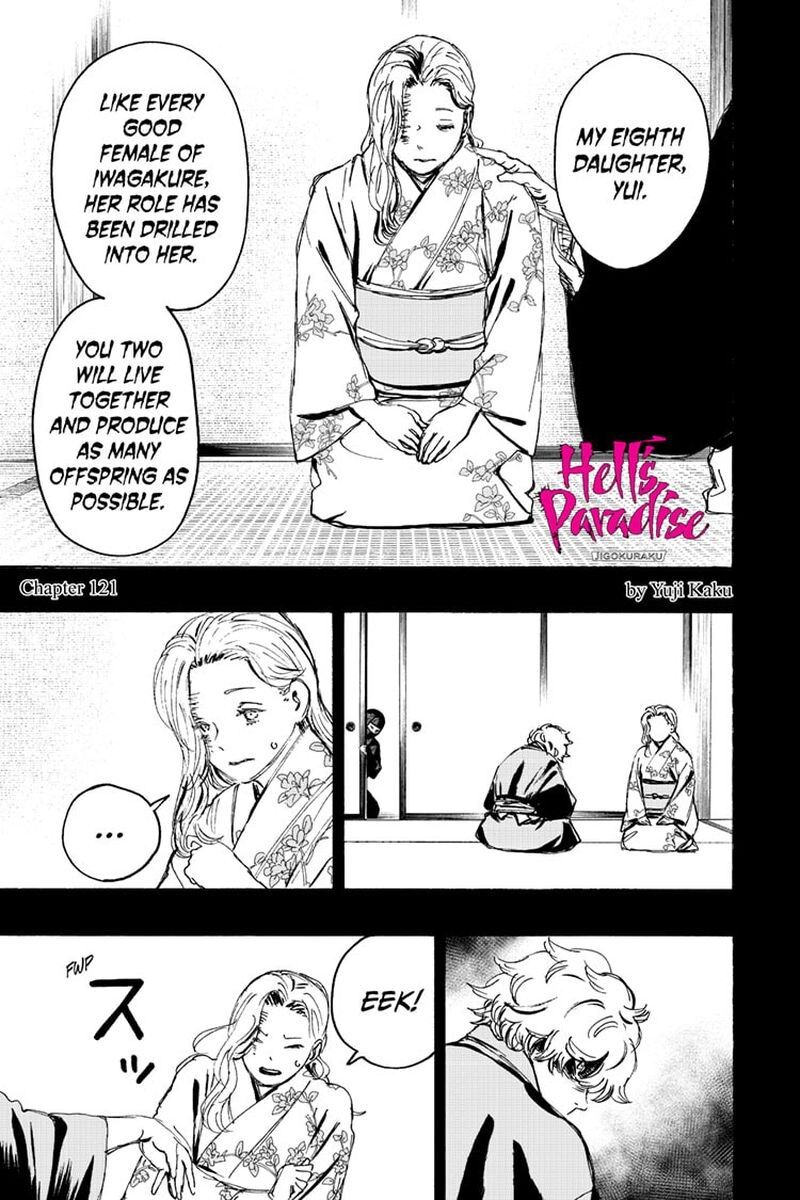 MY EIGHTH
DAUGHTER,
YUI.
LIKE EVERY
GOOD
FEMALE OF
IWAGAKURE,
HER ROLE HAS
BEEN DRILLED
INTO HER.
YOU TWO
WILL LIVE
TOGETHER
AND PRODUCE
AS MANY
OFFSPRING AS
POSSIBLE.
Hell's
Paradise
JIGOKURAKU
Chapter 121
by Yuji Kaku
...
EEK!
FWP
スッ